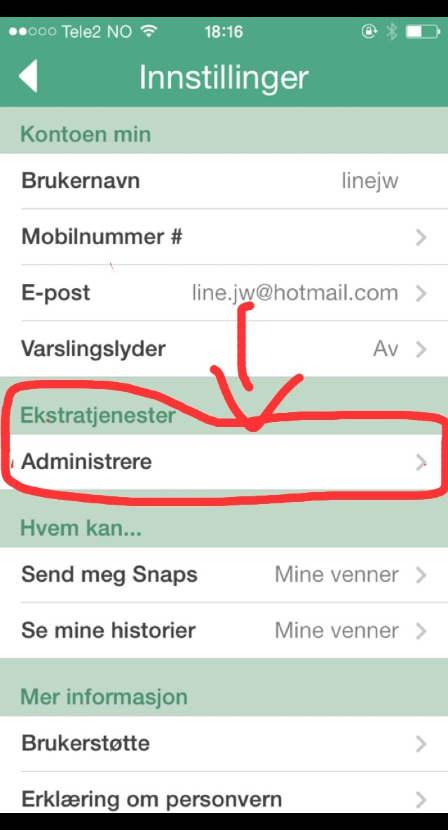 Tele2 NO 18:16
Innstillinger
Kontoen min
Brukernavn linejw
Mobilnummer #
E-post line.jw@hotmail.com
Varslingslyder Av
Ekstratjenester
Administrere
Hvem kan...
Send meg Snaps Mine venner
Se mine historier Mine venner
Mer informasjon
Brukerstøtte
Erklæring om personvern